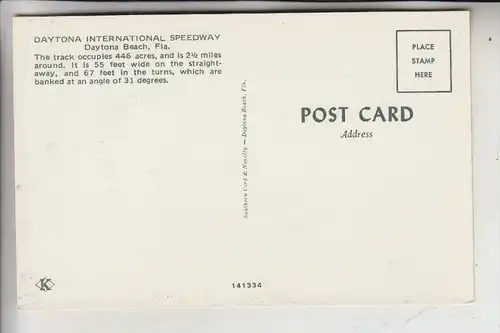 DAYTONA INTERNATIONAL SPEEDWAY
Daytona Beach, Fla.
The track occupies 446 acres, and is 2½ miles
around. It is 55 feet wide on the straight-
away, and 67 feet in the turns, which are
banked at an angle of 31 degrees.
K
141334
Southern Card & Novelty — Daytona Beach, Fla.
PLACE
STAMP
HERE
POST CARD
Address